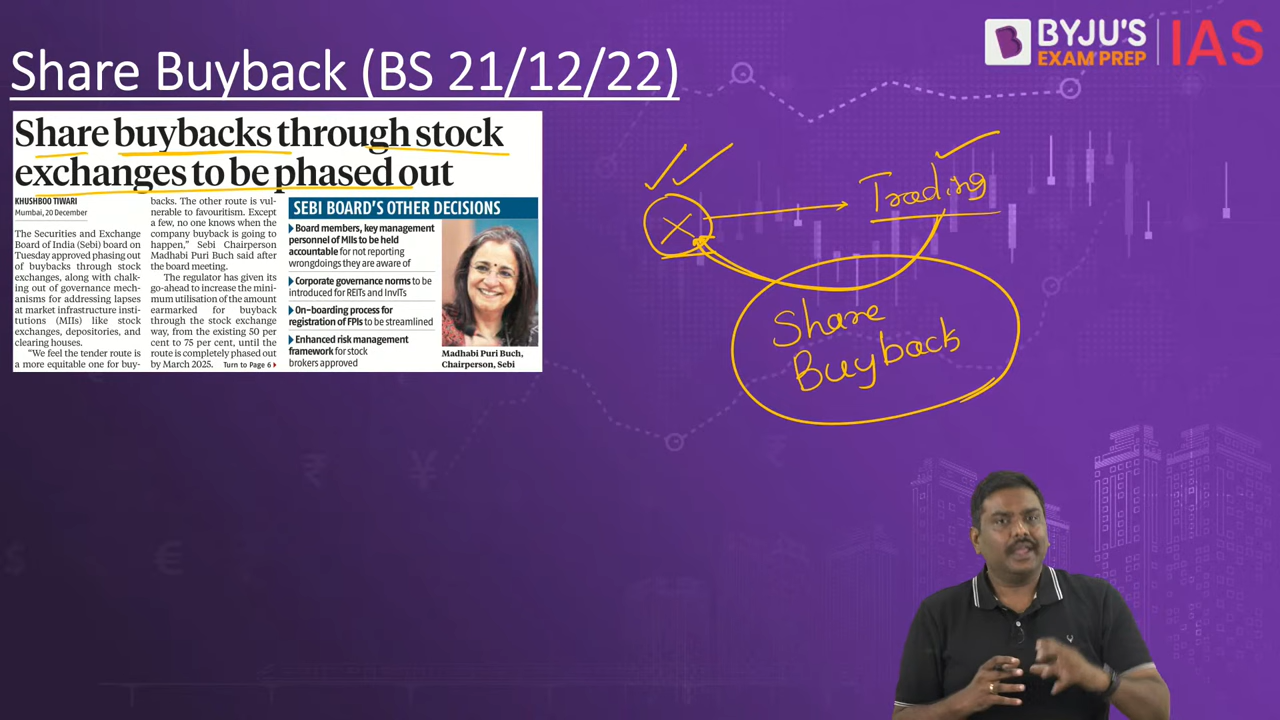 Share Buyback (BS 21/12/22)
BYJU'S
EXAM PREP
IAS
Share buybacks through stock
exchanges to be phased out
KHUSHBOO TIWARI
Mumbai, 20 December
The Securities and Exchange
Board of India (Sebi) board on
Tuesday approved phasing out
of buybacks through stock
exchanges, along with chalk-
ing out of governance mech-
anisms for addressing lapses
at market infrastructure insti-
tutions (MIIs) like stock
exchanges, depositories, and
clearing houses.
"We feel the tender route is
a more equitable one for buy-
backs. The other route is vul-
nerable to favouritism. Except
a few, no one knows when the
company buyback is going to
happen," Sebi Chairperson
Madhabi Puri Buch said after
the board meeting.
The regulator has given its
go-ahead to increase the mini-
mum utilisation of the amount
earmarked for buyback
through the stock exchange
way, from the existing 50 per
cent to 75 per cent, until the
route is completely phased out
by March 2025. Turn to Page 6
SEBI BOARD'S OTHER DECISIONS
Board members, key management
personnel of MIIs to be held
accountable for not reporting
wrongdoings they are aware of
Corporate governance norms to be
introduced for REITs and InvITs
On-boarding process for
registration of FPIs to be streamlined
Enhanced risk management
framework for stock
brokers approved
Madhabi Puri Buch,
Chairperson, Sebi
X
Trading
Share
Buyback